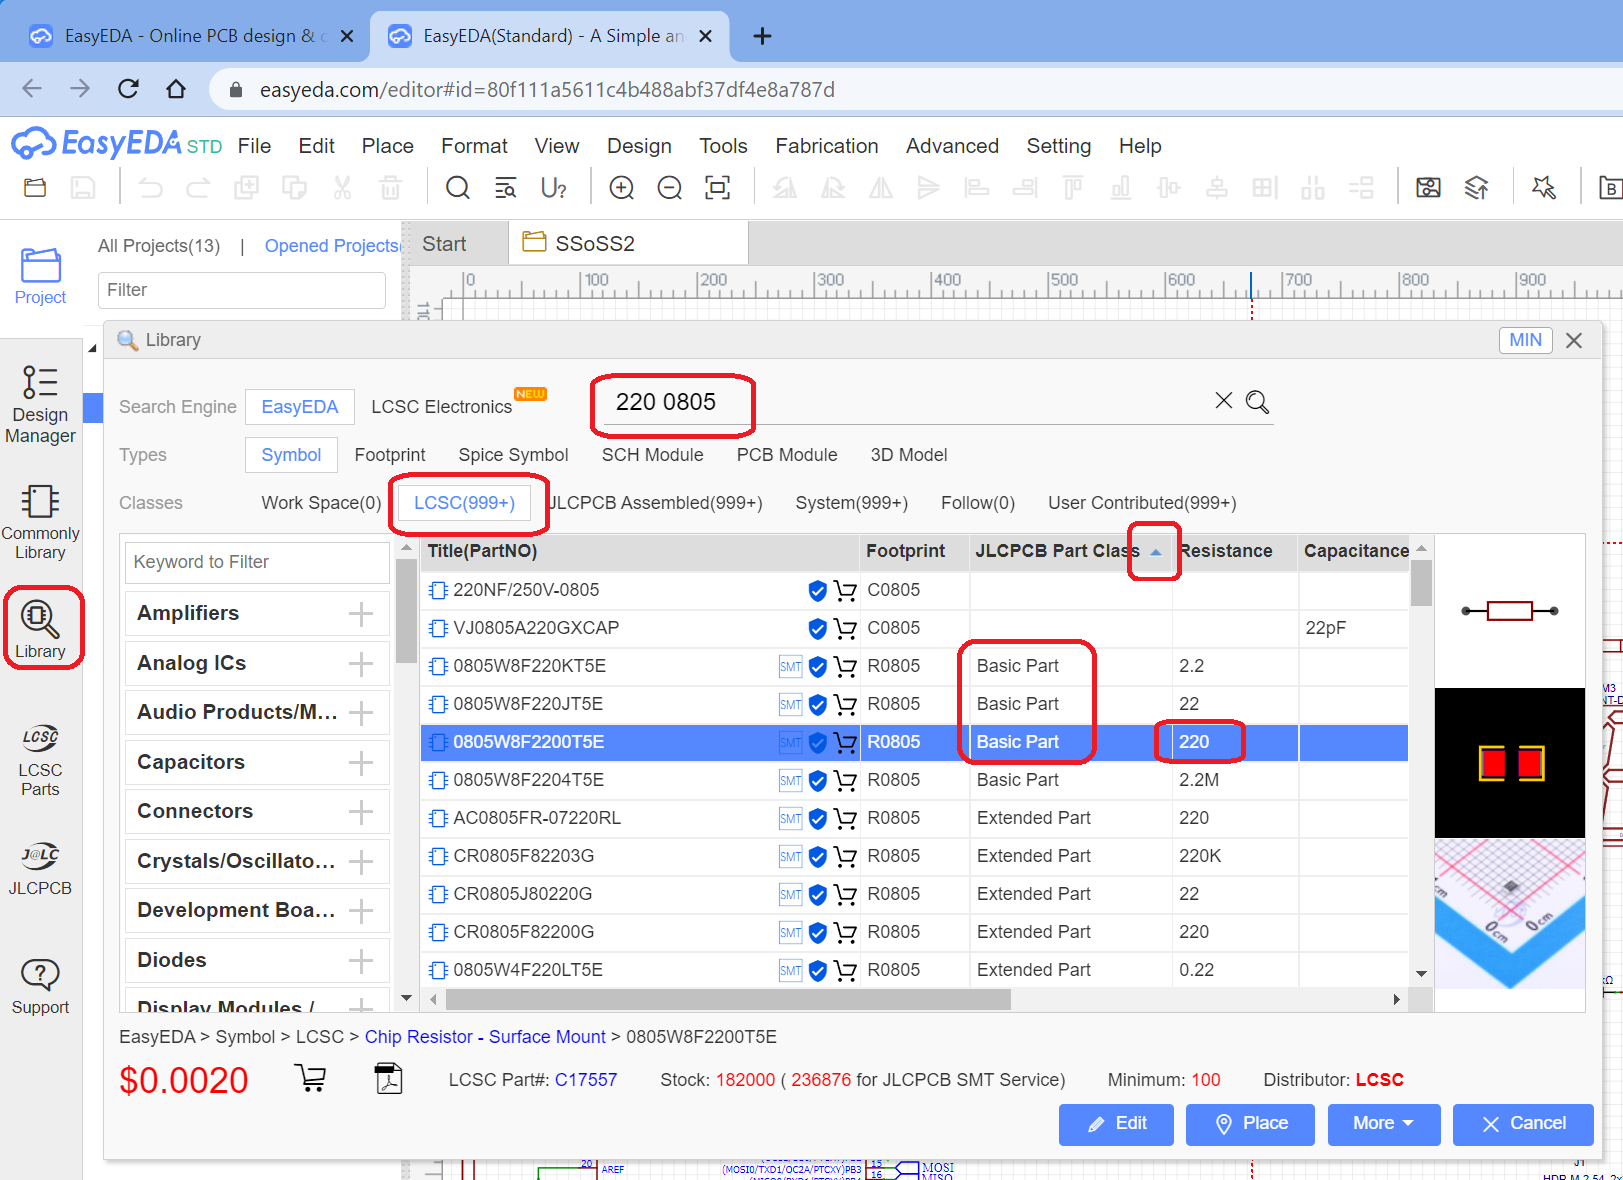 EasyEDA - Online PCB design & c
EasyEDA(Standard) - A Simple an
easyeda.com/editor#id=80f111a5611c4b488abf37df4e8a787d
EasyEDA STD File Edit Place Format View Design Tools Fabrication Advanced Setting Help
All Projects(13) | Opened Projects(
Start
SSoSS2
Filter
0 100 200 300 400 500 600 700 800 900
Project
Design Manager
Commonly Library
Library
LCSC
LCSC Parts
J@LC
JLCPCB
Support
Library
MIN
Search Engine EasyEDA LCSC Electronics NEW 220 0805
Types Symbol Footprint Spice Symbol SCH Module PCB Module 3D Model
Classes Work Space(0) LCSC(999+) JLCPCB Assembled(999+) System(999+) Follow(0) User Contributed(999+)
Keyword to Filter
Amplifiers
Analog ICs
Audio Products/M...
Capacitors
Connectors
Crystals/Oscillato...
Development Boa...
Diodes
Display Modules /
Title(PartNO) Footprint JLCPCB Part Class Resistance Capacitance
220NF/250V-0805 C0805
VJ0805A220GXCAP C0805 22pF
0805W8F220KT5E SMT R0805 Basic Part 2.2
0805W8F220JT5E SMT R0805 Basic Part 22
0805W8F2200T5E SMT R0805 Basic Part 220
0805W8F2204T5E SMT R0805 Basic Part 2.2M
AC0805FR-07220RL SMT R0805 Extended Part 220
CR0805F82203G SMT R0805 Extended Part 220K
CR0805J80220G SMT R0805 Extended Part 22
CR0805F82200G SMT R0805 Extended Part 220
0805W4F220LT5E SMT R0805 Extended Part 0.22
0cm 0cm
EasyEDA > Symbol > LCSC > Chip Resistor - Surface Mount > 0805W8F2200T5E
$0.0020 LCSC Part#: C17557 Stock: 182000 ( 236876 for JLCPCB SMT Service) Minimum: 100 Distributor: LCSC
Edit Place More Cancel
20 AREF
(MOSI0/TXD1/OC2A/PTCXY)PB3 15 MOSI
16 MISO
J1